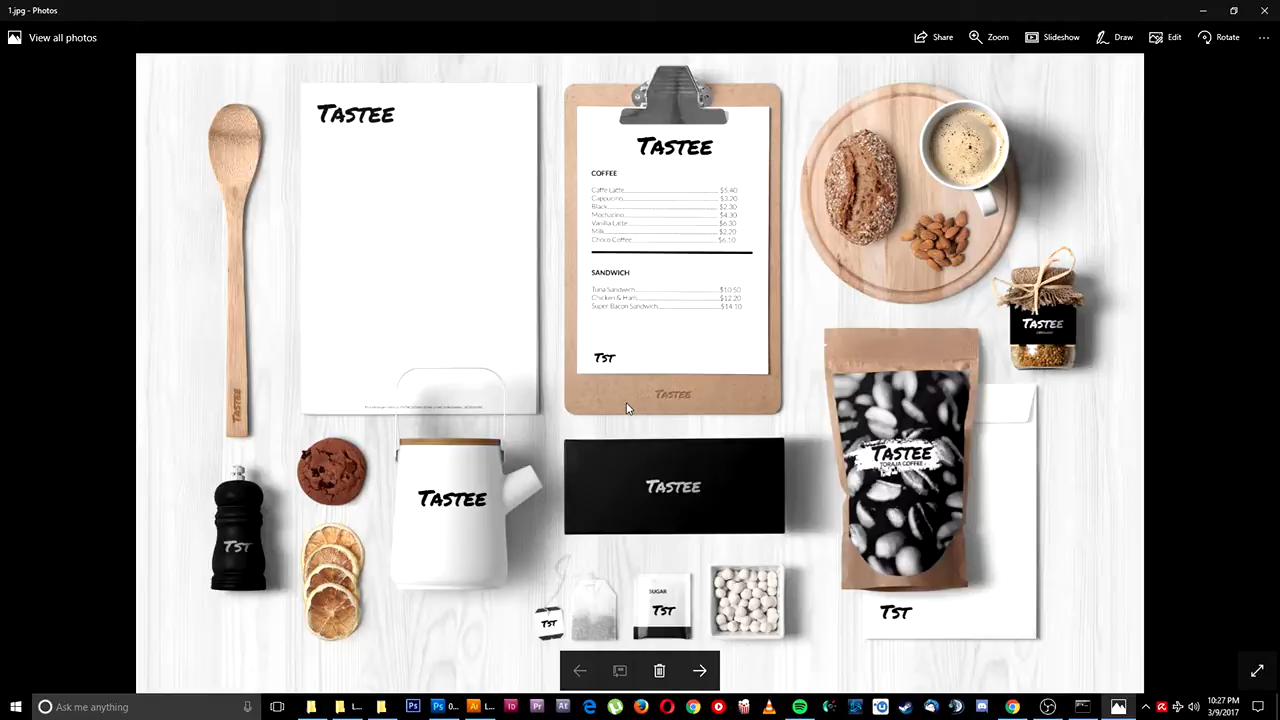 1.jpg - Photos
View all photos
Share
Zoom
Slideshow
Draw
Edit
Rotate
TASTEE
TASTEE
COFFEE
Caffe Latte $5.40
Cappucino $3.20
Black $2.30
Mochacino $4.30
Vanilla Latte $6.30
Milk $2.20
Choco Coffee $6.10
SANDWICH
Tuna Sandwich $10.50
Chicken & Ham $12.20
Super Bacon Sandwich $14.10
TST
TASTEE
TASTEE
TASTEE
TASTEE
TORAJA COFFEE
TASTEE
TASTEE
TST
SUGAR
TST
TST
TST
Ask me anything
10:27 PM
3/9/2017